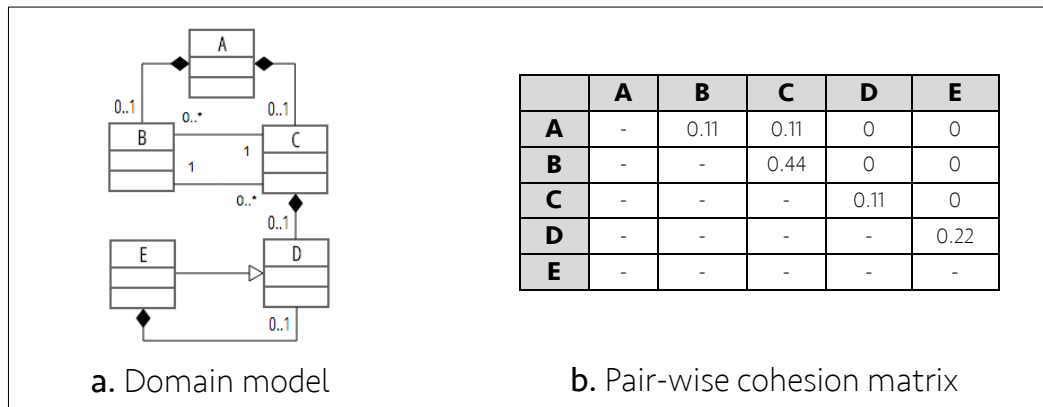 A
0..1
0..*
0..1
B
1
C
1
0..*
0..1
E
D
0..1
a. Domain model
A B C D E
A - 0.11 0.11 0 0
B - - 0.44 0 0
C - - - 0.11 0
D - - - - 0.22
E - - - - -
b. Pair-wise cohesion matrix